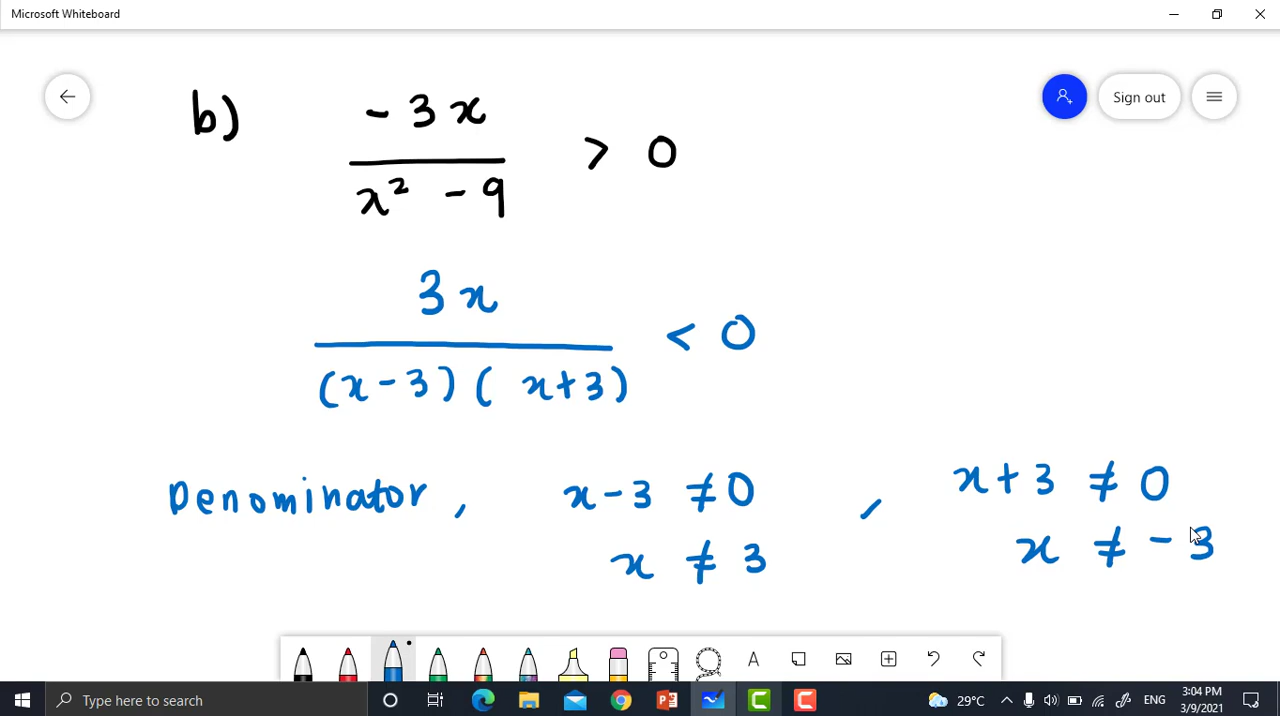 Microsoft Whiteboard
Sign out
b) -3x / x² - 9 > 0
3x / (x-3)(x+3) < 0
Denominator, x-3 ≠ 0 , x+3 ≠ 0
x ≠ 3 x ≠ -3
A
Type here to search
29°C ENG 3:04 PM
3/9/2021